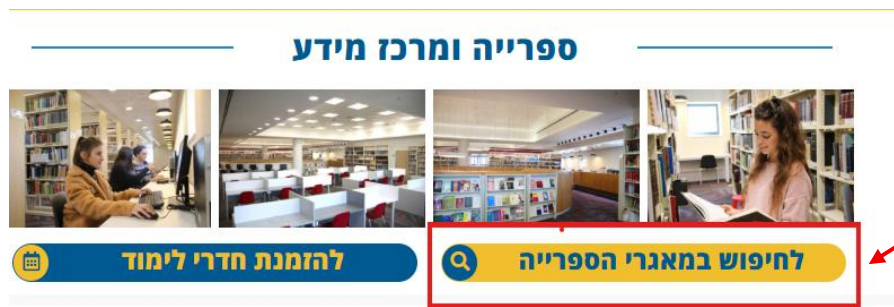 ספרייה ומרכז מידע
לחיפוש במאגרי הספרייה
להזמנת חדרי לימוד